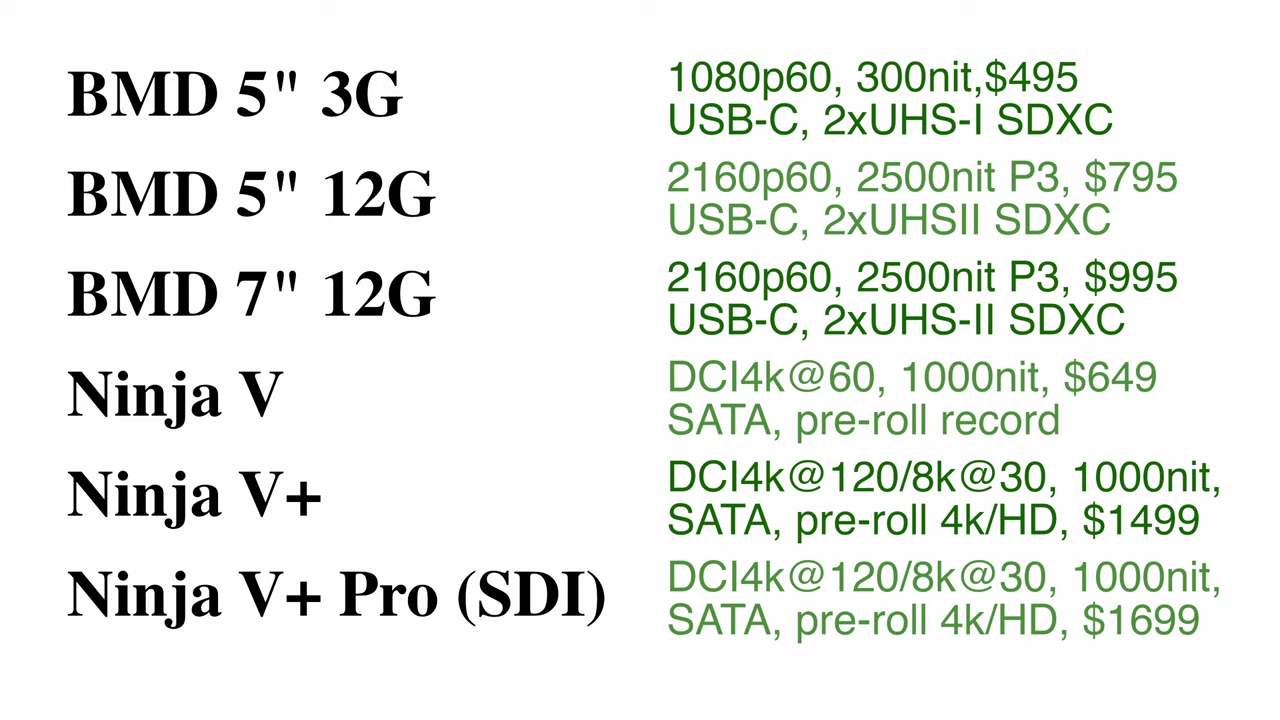 BMD 5" 3G
1080p60, 300nit,$495
USB-C, 2xUHS-I SDXC
BMD 5" 12G
2160p60, 2500nit P3, $795
USB-C, 2xUHSII SDXC
BMD 7" 12G
2160p60, 2500nit P3, $995
USB-C, 2xUHS-II SDXC
Ninja V
DCI4k@60, 1000nit, $649
SATA, pre-roll record
Ninja V+
DCI4k@120/8k@30, 1000nit,
SATA, pre-roll 4k/HD, $1499
Ninja V+ Pro (SDI)
DCI4k@120/8k@30, 1000nit,
SATA, pre-roll 4k/HD, $1699